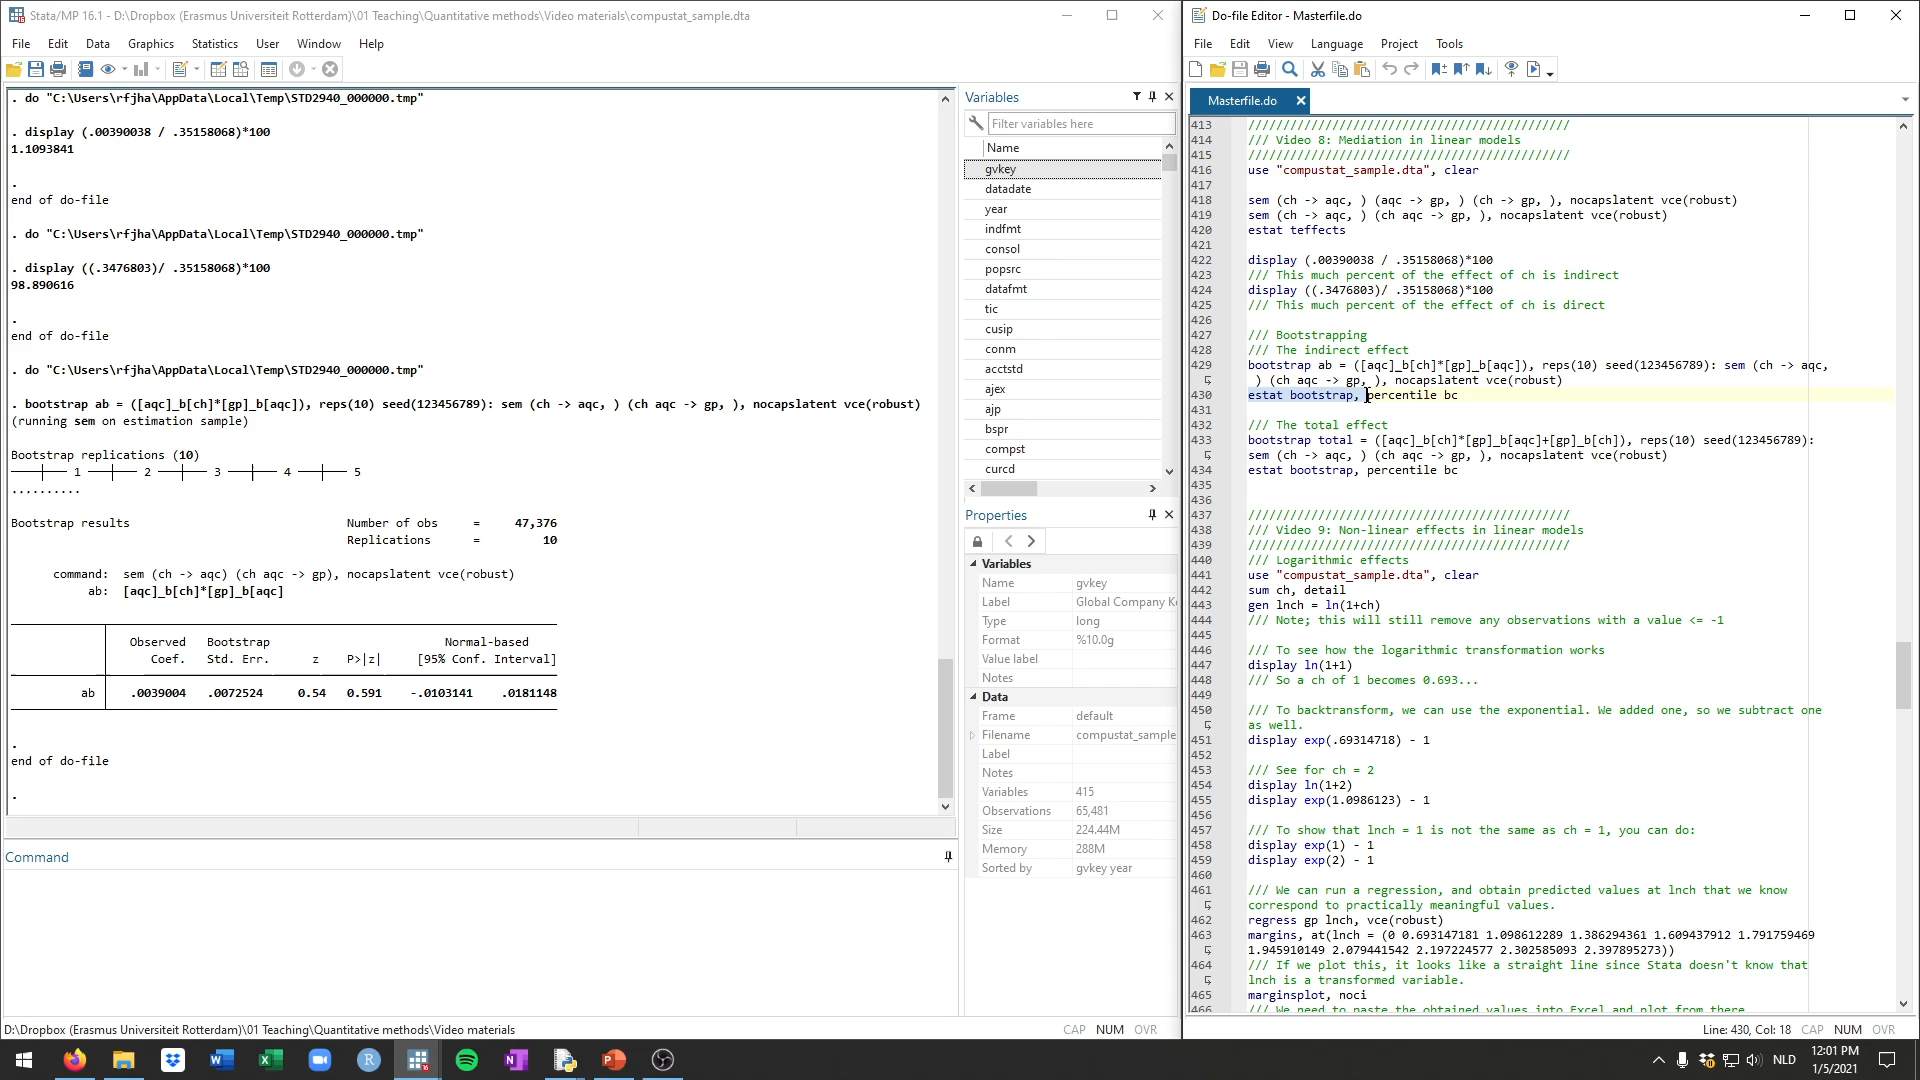 Stata/MP 16.1 - D:\Dropbox (Erasmus Universiteit Rotterdam)\01 Teaching\Quantitative methods\Video materials\compustat_sample.dta
File Edit Data Graphics Statistics User Window Help
. do "C:\Users\rfjha\AppData\Local\Temp\STD2940_000000.tmp"
. display (.00390038 / .35158068)*100
1.1093841
.
end of do-file
. do "C:\Users\rfjha\AppData\Local\Temp\STD2940_000000.tmp"
. display ((.3476803)/ .35158068)*100
98.890616
.
end of do-file
. do "C:\Users\rfjha\AppData\Local\Temp\STD2940_000000.tmp"
. bootstrap ab = ([aqc]_b[ch]*[gp]_b[aqc]), reps(10) seed(123456789): sem (ch -> aqc, ) (ch aqc -> gp, ), nocapslatent vce(robust)
(running sem on estimation sample)
Bootstrap replications (10)
1 2 3 4 5
..........
Bootstrap results Number of obs = 47,376
Replications = 10
command: sem (ch -> aqc) (ch aqc -> gp), nocapslatent vce(robust)
ab: [aqc]_b[ch]*[gp]_b[aqc]
Observed Bootstrap Normal-based
Coef. Std. Err. z P>|z| [95% Conf. Interval]
ab .0039004 .0072524 0.54 0.591 -.0103141 .0181148
.
end of do-file
.
Command
D:\Dropbox (Erasmus Universiteit Rotterdam)\01 Teaching\Quantitative methods\Video materials
CAP NUM OVR
Variables
Filter variables here
Name
gvkey
datadate
year
indfmt
consol
popsrc
datafmt
tic
cusip
conm
acctstd
ajex
ajp
bspr
compst
curcd
Properties
Variables
Name gvkey
Label Global Company K
Type long
Format %10.0g
Value label
Notes
Data
Frame default
Filename compustat_sample
Label
Notes
Variables 415
Observations 65,481
Size 224.44M
Memory 288M
Sorted by gvkey year
Do-file Editor - Masterfile.do
File Edit View Language Project Tools
Masterfile.do
413 //////////////////////////////////////////////
414 /// Video 8: Mediation in linear models
415 //////////////////////////////////////////////
416 use "compustat_sample.dta", clear
417
418 sem (ch -> aqc, ) (aqc -> gp, ) (ch -> gp, ), nocapslatent vce(robust)
419 sem (ch -> aqc, ) (ch aqc -> gp, ), nocapslatent vce(robust)
420 estat teffects
421
422 display (.00390038 / .35158068)*100
423 /// This much percent of the effect of ch is indirect
424 display ((.3476803)/ .35158068)*100
425 /// This much percent of the effect of ch is direct
426
427 /// Bootstrapping
428 /// The indirect effect
429 bootstrap ab = ([aqc]_b[ch]*[gp]_b[aqc]), reps(10) seed(123456789): sem (ch -> aqc,
) (ch aqc -> gp, ), nocapslatent vce(robust)
430 estat bootstrap, percentile bc
431
432 /// The total effect
433 bootstrap total = ([aqc]_b[ch]*[gp]_b[aqc]+[gp]_b[ch]), reps(10) seed(123456789):
sem (ch -> aqc, ) (ch aqc -> gp, ), nocapslatent vce(robust)
434 estat bootstrap, percentile bc
435
436
437 //////////////////////////////////////////////
438 /// Video 9: Non-linear effects in linear models
439 //////////////////////////////////////////////
440 /// Logarithmic effects
441 use "compustat_sample.dta", clear
442 sum ch, detail
443 gen lnch = ln(1+ch)
444 /// Note; this will still remove any observations with a value <= -1
445
446 /// To see how the logarithmic transformation works
447 display ln(1+1)
448 /// So a ch of 1 becomes 0.693...
449
450 /// To backtransform, we can use the exponential. We added one, so we subtract one
as well.
451 display exp(.69314718) - 1
452
453 /// See for ch = 2
454 display ln(1+2)
455 display exp(1.0986123) - 1
456
457 /// To show that lnch = 1 is not the same as ch = 1, you can do:
458 display exp(1) - 1
459 display exp(2) - 1
460
461 /// We can run a regression, and obtain predicted values at lnch that we know
correspond to practically meaningful values.
462 regress gp lnch, vce(robust)
463 margins, at(lnch = (0 0.693147181 1.098612289 1.386294361 1.609437912 1.791759469
1.945910149 2.079441542 2.197224577 2.302585093 2.397895273))
464 /// If we plot this, it looks like a straight line since Stata doesn't know that
lnch is a transformed variable.
465 marginsplot, noci
/// We need to paste the obtained values into Excel and plot from there
Line: 430, Col: 18 CAP NUM OVR
NLD
12:01 PM
1/5/2021